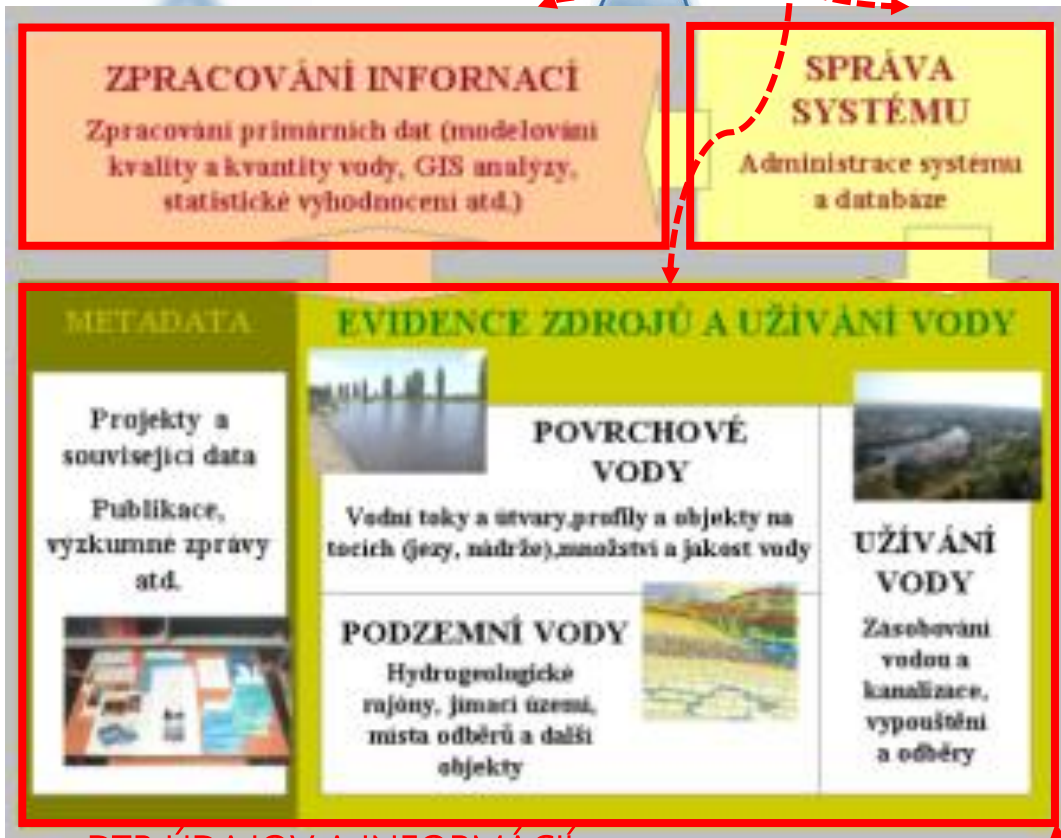 ZPRACOVÁNÍ INFORNACÍ
Zpracování primárních dat (modelování
kvality a kvantity vody, GIS analýzy,
statistické vyhodnocení atd.)
SPRÁVA
SYSTÉMU
Administrace systému
a databáze
METADATA
Projekty a
související data
Publikace,
výzkumné zprávy
atd.
EVIDENCE ZDROJŮ A UŽÍVÁNÍ VODY
POVRCHOVÉ
VODY
Vodní toky a útvary,profily a objekty na
tocích (jezy, nádrže),množství a jakost vody
PODZEMNÍ VODY
Hydrogeologické
rajóny, jímací území,
místa odběrů a další
objekty
UŽÍVÁNÍ
VODY
Zásobování
vodou a
kanalizace,
vypouštění
a odběry
A INFORMÁCIÍ